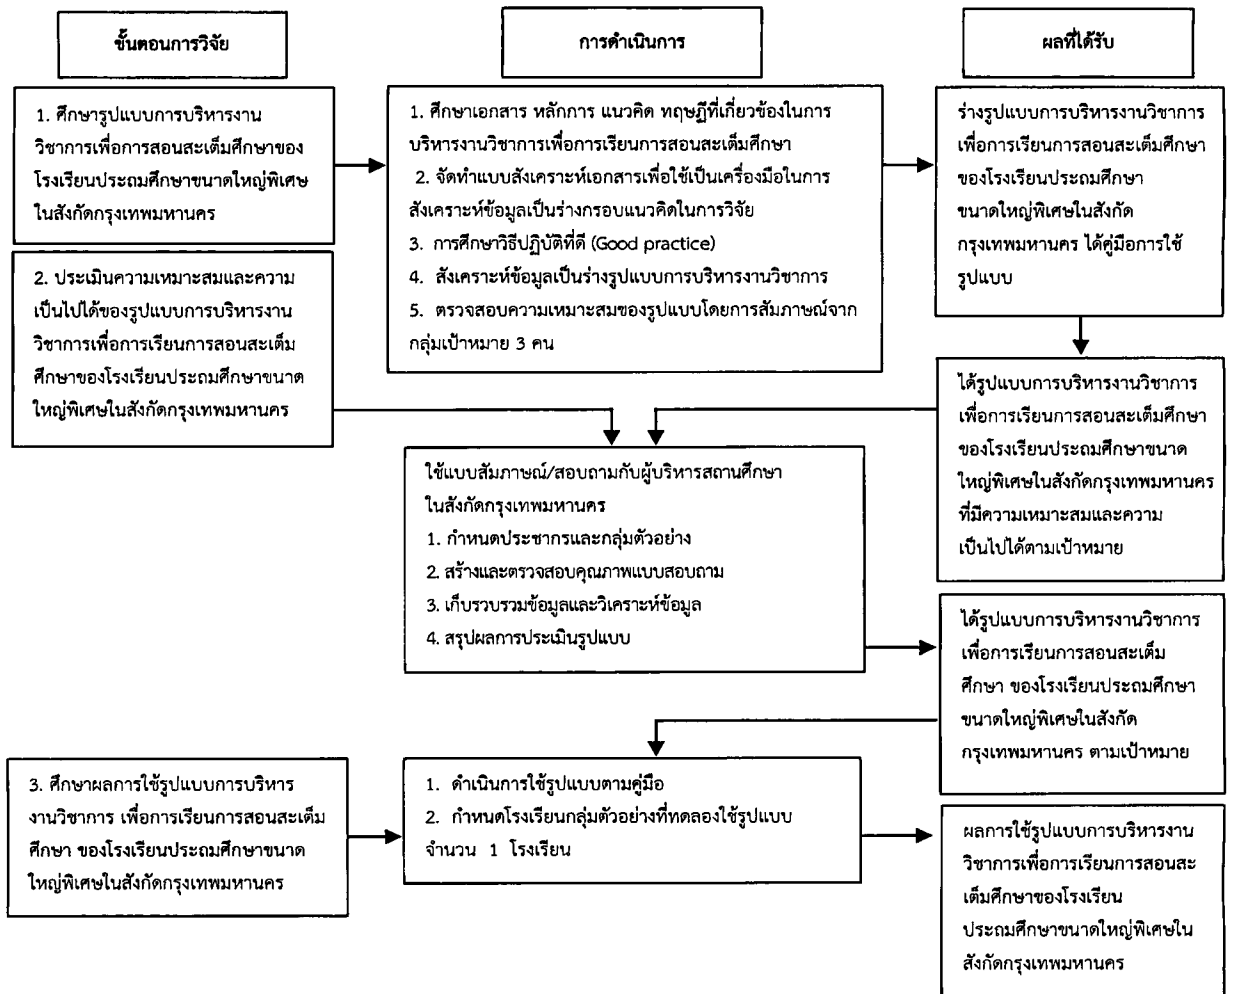 ขั้นตอนการวิจัย
การดำเนินการ
ผลที่ได้รับ
1. ศึกษารูปแบบการบริหารงาน
วิชาการเพื่อการสอนสะเต็มศึกษาของ
โรงเรียนประถมศึกษาขนาดใหญ่พิเศษ
ในสังกัดกรุงเทพมหานคร
1. ศึกษาเอกสาร หลักการ แนวคิด ทฤษฎีที่เกี่ยวข้องในการ
บริหารงานวิชาการเพื่อการเรียนการสอนสะเต็มศึกษา
2. จัดทำแบบสังเคราะห์เอกสารเพื่อใช้เป็นเครื่องมือในการ
สังเคราะห์ข้อมูลเป็นร่างกรอบแนวคิดในการวิจัย
3. การศึกษาวิธีปฏิบัติที่ดี (Good practice)
4. สังเคราะห์ข้อมูลเป็นร่างรูปแบบการบริหารงานวิชาการ
5. ตรวจสอบความเหมาะสมของรูปแบบโดยการสัมภาษณ์จาก
กลุ่มเป้าหมาย 3 คน
ร่างรูปแบบการบริหารงานวิชาการ
เพื่อการเรียนการสอนสะเต็มศึกษา
ของโรงเรียนประถมศึกษา
ขนาดใหญ่พิเศษในสังกัด
กรุงเทพมหานคร ได้คู่มือการใช้
รูปแบบ
2. ประเมินความเหมาะสมและความ
เป็นไปได้ของรูปแบบการบริหารงาน
วิชาการเพื่อการเรียนการสอนสะเต็ม
ศึกษาของโรงเรียนประถมศึกษาขนาด
ใหญ่พิเศษในสังกัดกรุงเทพมหานคร
ใช้แบบสัมภาษณ์/สอบถามกับผู้บริหารสถานศึกษา
ในสังกัดกรุงเทพมหานคร
1. กำหนดประชากรและกลุ่มตัวอย่าง
2. สร้างและตรวจสอบคุณภาพแบบสอบถาม
3. เก็บรวบรวมข้อมูลและวิเคราะห์ข้อมูล
4. สรุปผลการประเมินรูปแบบ
ได้รูปแบบการบริหารงานวิชาการ
เพื่อการเรียนการสอนสะเต็มศึกษา
ของโรงเรียนประถมศึกษาขนาด
ใหญ่พิเศษในสังกัดกรุงเทพมหานคร
ที่มีความเหมาะสมและความ
เป็นไปได้ตามเป้าหมาย
ได้รูปแบบการบริหารงานวิชาการ
เพื่อการเรียนการสอนสะเต็ม
ศึกษา ของโรงเรียนประถมศึกษา
ขนาดใหญ่พิเศษในสังกัด
กรุงเทพมหานคร ตามเป้าหมาย
3. ศึกษาผลการใช้รูปแบบการบริหาร
งานวิชาการ เพื่อการเรียนการสอนสะเต็ม
ศึกษา ของโรงเรียนประถมศึกษาขนาด
ใหญ่พิเศษในสังกัดกรุงเทพมหานคร
1. ดำเนินการใช้รูปแบบตามคู่มือ
2. กำหนดโรงเรียนกลุ่มตัวอย่างที่ทดลองใช้รูปแบบ
จำนวน 1 โรงเรียน
ผลการใช้รูปแบบการบริหารงาน
วิชาการเพื่อการเรียนการสอนสะ
เต็มศึกษาของโรงเรียน
ประถมศึกษาขนาดใหญ่พิเศษใน
สังกัดกรุงเทพมหานคร